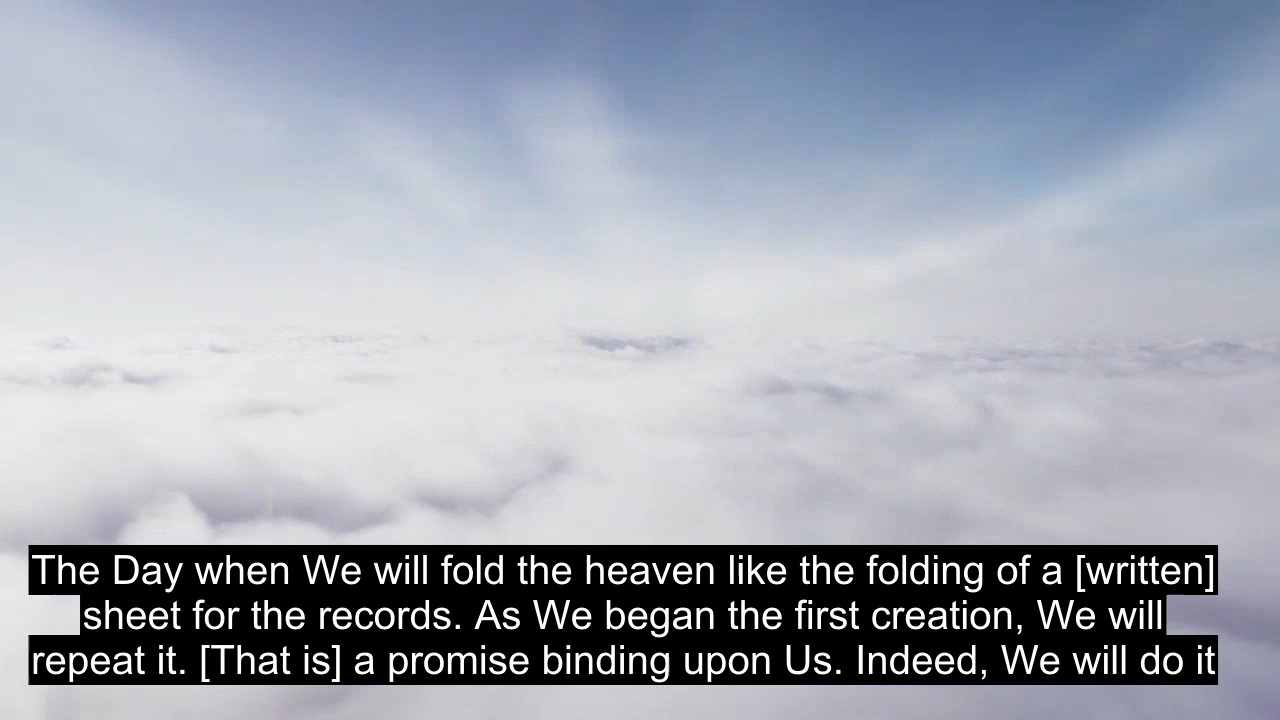 The Day when We will fold the heaven like the folding of a [written]
sheet for the records. As We began the first creation, We will
repeat it. [That is] a promise binding upon Us. Indeed, We will do it